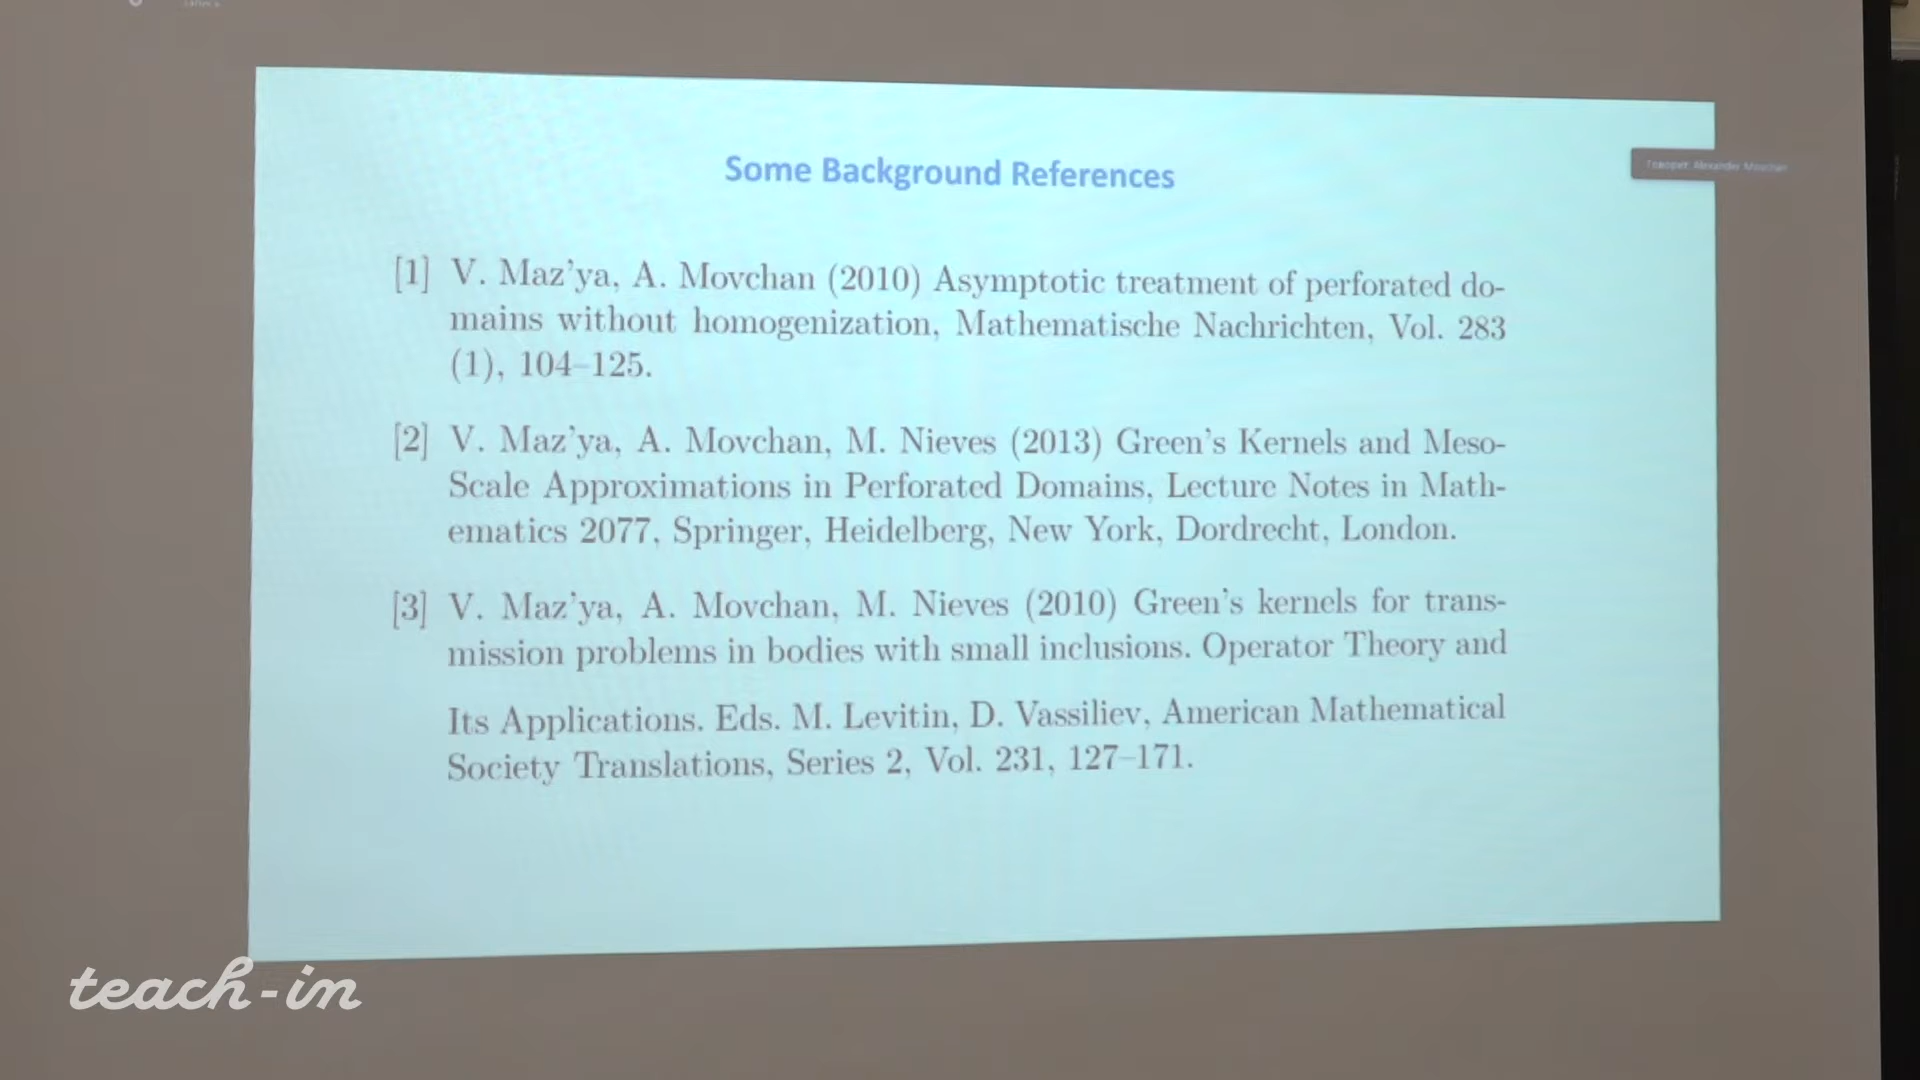 Some Background References
Говорит: Alexander Movchan
[1] V. Maz'ya, A. Movchan (2010) Asymptotic treatment of perforated do-
mains without homogenization, Mathematische Nachrichten, Vol. 283
(1), 104–125.
[2] V. Maz'ya, A. Movchan, M. Nieves (2013) Green's Kernels and Meso-
Scale Approximations in Perforated Domains, Lecture Notes in Math-
ematics 2077, Springer, Heidelberg, New York, Dordrecht, London.
[3] V. Maz'ya, A. Movchan, M. Nieves (2010) Green's kernels for trans-
mission problems in bodies with small inclusions. Operator Theory and
Its Applications. Eds. M. Levitin, D. Vassiliev, American Mathematical
Society Translations, Series 2, Vol. 231, 127–171.
teach-in